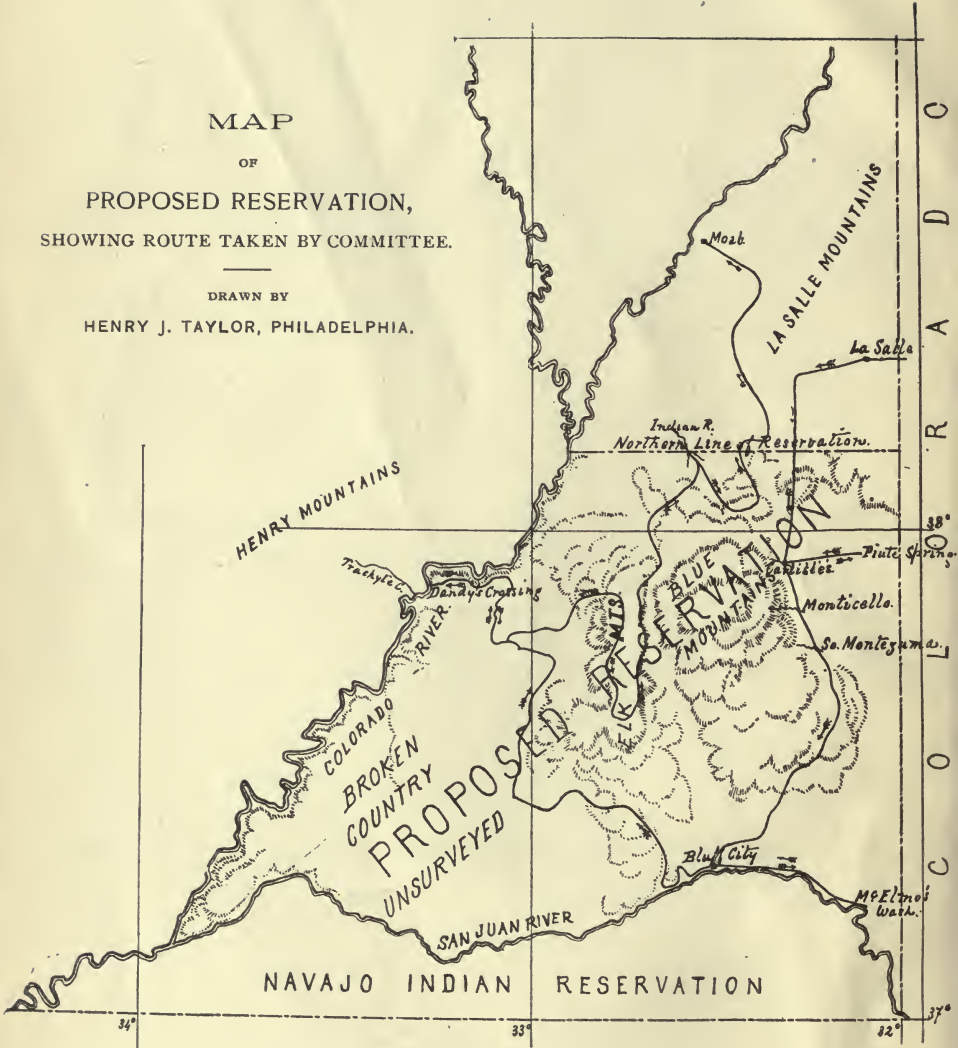 MAP
OF
PROPOSED RESERVATION,
SHOWING ROUTE TAKEN BY COMMITTEE.
DRAWN BY
HENRY J. TAYLOR, PHILADELPHIA.
COLORADO
Moab.
LA SALLE MOUNTAINS
La Salle
Indian R.
Northern Line of Reservation.
HENRY MOUNTAINS
38°
Piute Spring.
Carlisle's
Trachyte C.
Dandy's Crossing
BLUE
MOUNTAINS
Monticello.
So. Montezuma.
ELK MTS
PROPOSED RESERVATION
COLORADO RIVER
BROKEN
COUNTRY
UNSURVEYED
Bluff City
McElmo's
Wash.
SAN JUAN RIVER
NAVAJO INDIAN RESERVATION
34°
33°
32°
37°